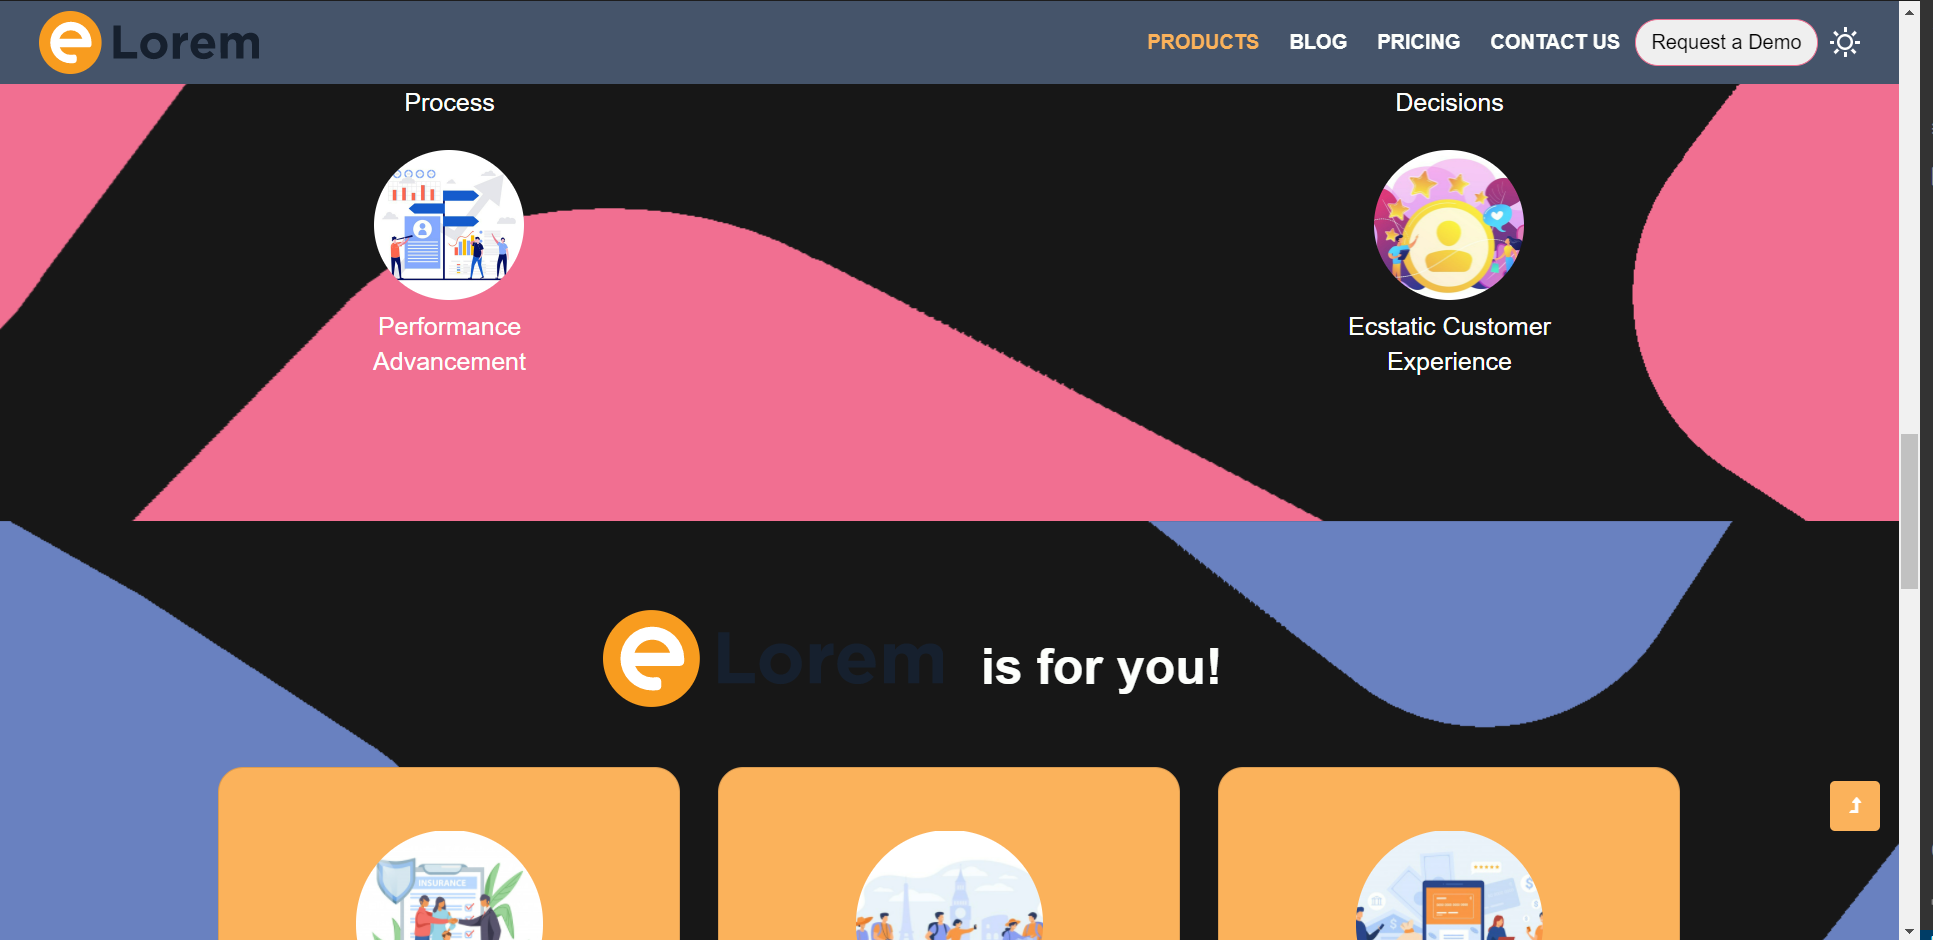 e Lorem
PRODUCTS BLOG PRICING CONTACT US Request a Demo
Process
Decisions
Performance
Advancement
Ecstatic Customer
Experience
e Lorem is for you!
INSURANCE